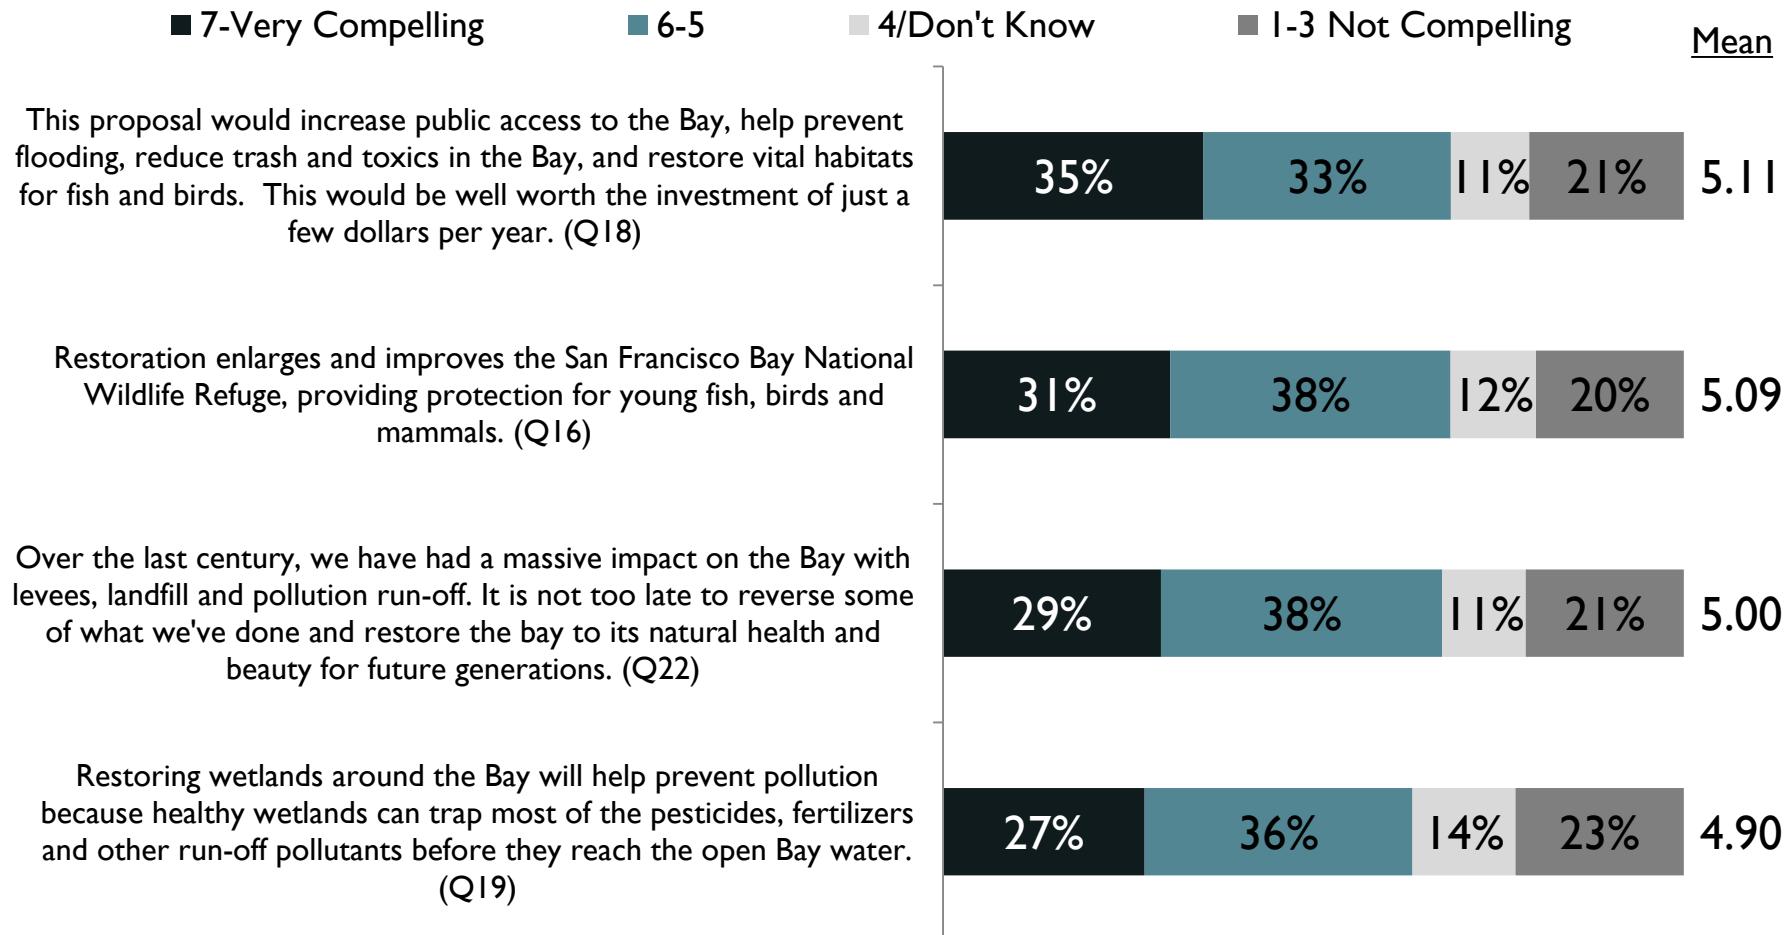 7-Very Compelling 6-5 4/Don't Know 1-3 Not Compelling Mean
This proposal would increase public access to the Bay, help prevent
flooding, reduce trash and toxics in the Bay, and restore vital habitats
for fish and birds.  This would be well worth the investment of just a
few dollars per year. (Q18)
35% 33% 11% 21% 5.11
Restoration enlarges and improves the San Francisco Bay National
Wildlife Refuge, providing protection for young fish, birds and
mammals. (Q16)
31% 38% 12% 20% 5.09
Over the last century, we have had a massive impact on the Bay with
levees, landfill and pollution run-off. It is not too late to reverse some
of what we've done and restore the bay to its natural health and
beauty for future generations. (Q22)
29% 38% 11% 21% 5.00
Restoring wetlands around the Bay will help prevent pollution
because healthy wetlands can trap most of the pesticides, fertilizers
and other run-off pollutants before they reach the open Bay water.
(Q19)
27% 36% 14% 23% 4.90